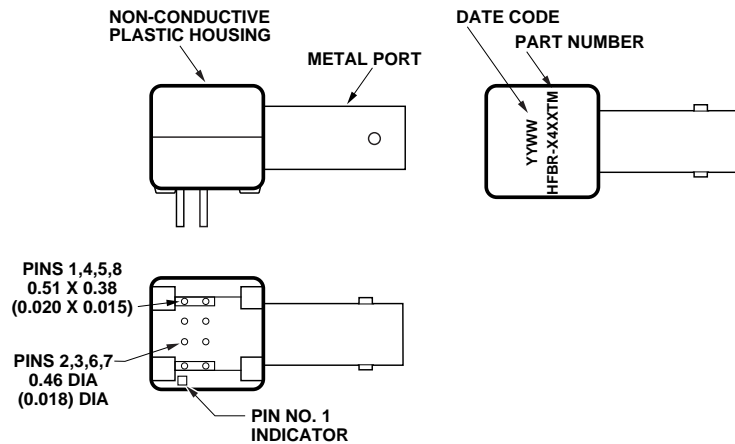 NON-CONDUCTIVE
PLASTIC HOUSING
METAL PORT
DATE CODE
PART NUMBER
YYWW
HFBR-X4XXTM
PINS 1,4,5,8
0.51 X 0.38
(0.020 X 0.015)
PINS 2,3,6,7
0.46 DIA
(0.018) DIA
PIN NO. 1
INDICATOR